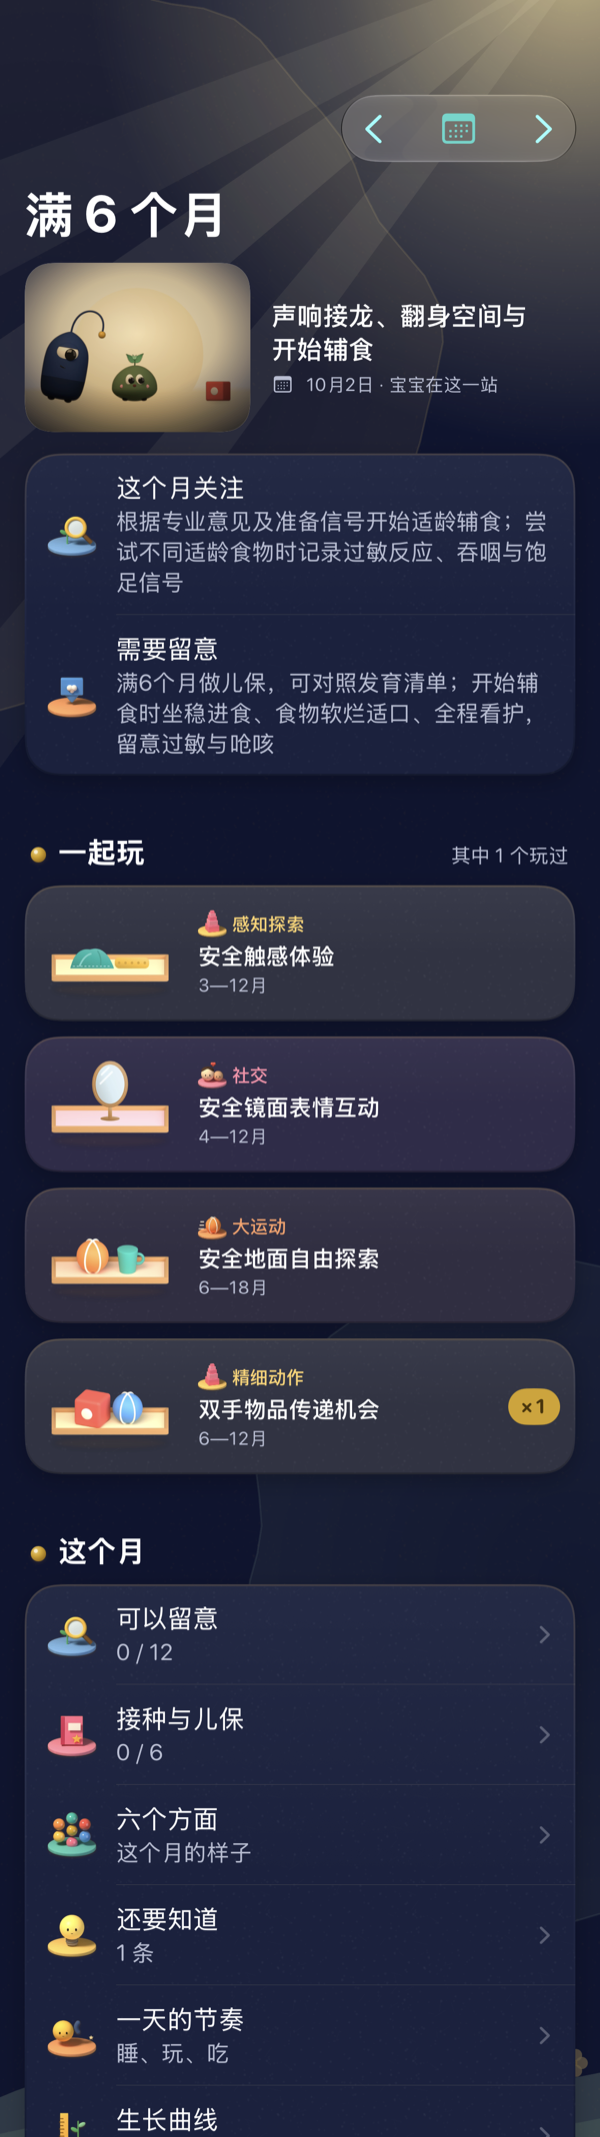 满 6 个月
声响接龙、翻身空间与
开始辅食
10月2日 · 宝宝在这一站
这个月关注
根据专业意见及准备信号开始适龄辅食；尝
试不同适龄食物时记录过敏反应、吞咽与饱
足信号
需要留意
满6个月做儿保，可对照发育清单；开始辅
食时坐稳进食、食物软烂适口、全程看护，
留意过敏与呛咳
一起玩
其中 1 个玩过
感知探索
安全触感体验
3—12月
社交
安全镜面表情互动
4—12月
大运动
安全地面自由探索
6—18月
精细动作
双手物品传递机会
6—12月
×1
这个月
可以留意
0 / 12
接种与儿保
0 / 6
六个方面
这个月的样子
还要知道
1 条
一天的节奏
睡、玩、吃
生长曲线